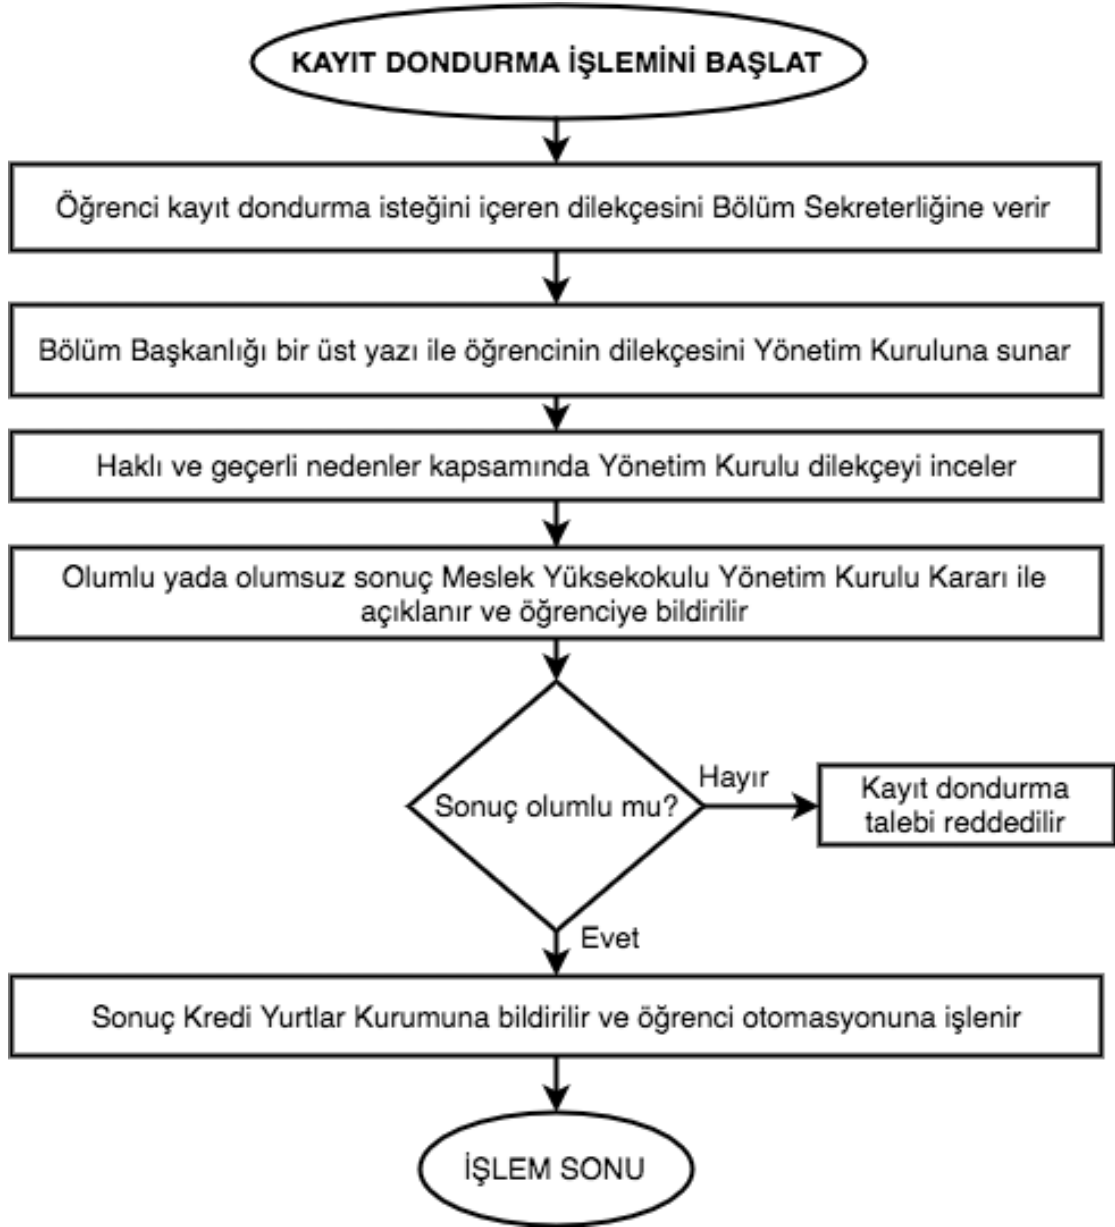 KAYIT DONDURMA İŞLEMİNİ BAŞLAT
Öğrenci kayıt dondurma isteğini içeren dilekçesini Bölüm Sekreterliğine verir
Bölüm Başkanlığı bir üst yazı ile öğrencinin dilekçesini Yönetim Kuruluna sunar
Haklı ve geçerli nedenler kapsamında Yönetim Kurulu dilekçeyi inceler
Olumlu yada olumsuz sonuç Meslek Yüksekokulu Yönetim Kurulu Kararı ile
açıklanır ve öğrenciye bildirilir
Sonuç olumlu mu?
Hayır
Kayıt dondurma
talebi reddedilir
Evet
Sonuç Kredi Yurtlar Kurumuna bildirilir ve öğrenci otomasyonuna işlenir
İŞLEM SONU